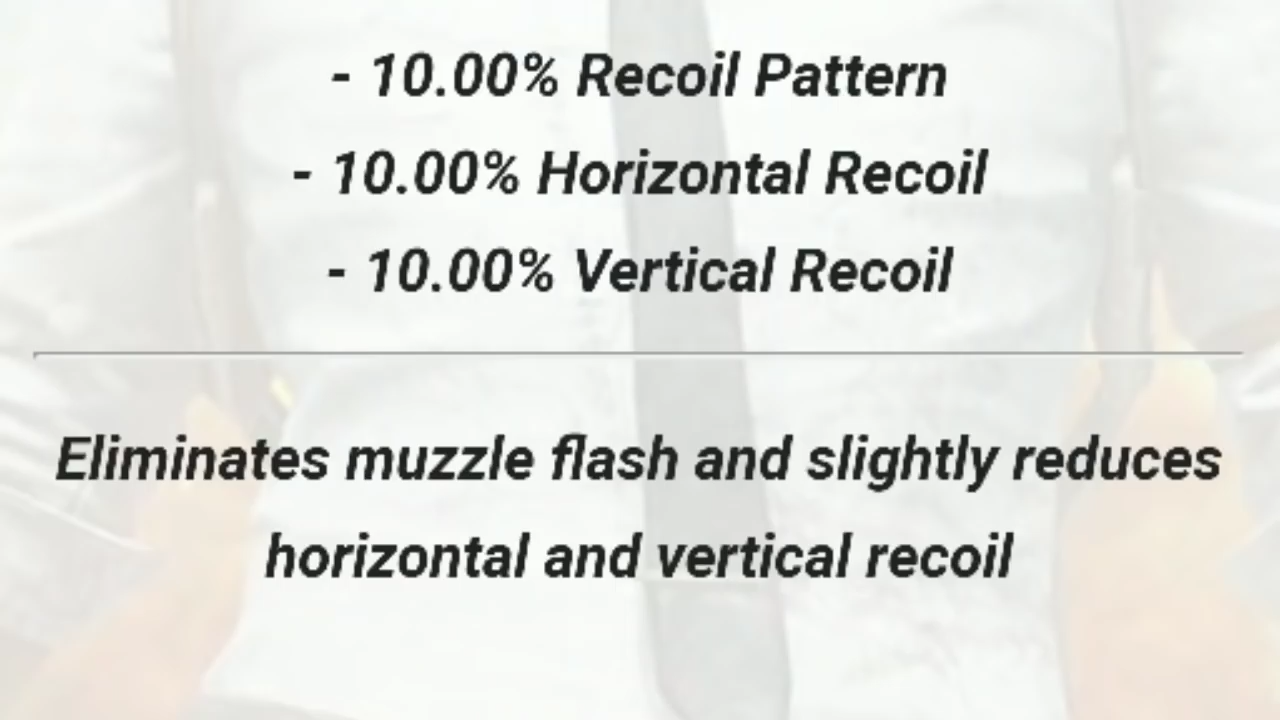 - 10.00% Recoil Pattern
- 10.00% Horizontal Recoil
- 10.00% Vertical Recoil
Eliminates muzzle flash and slightly reduces
horizontal and vertical recoil